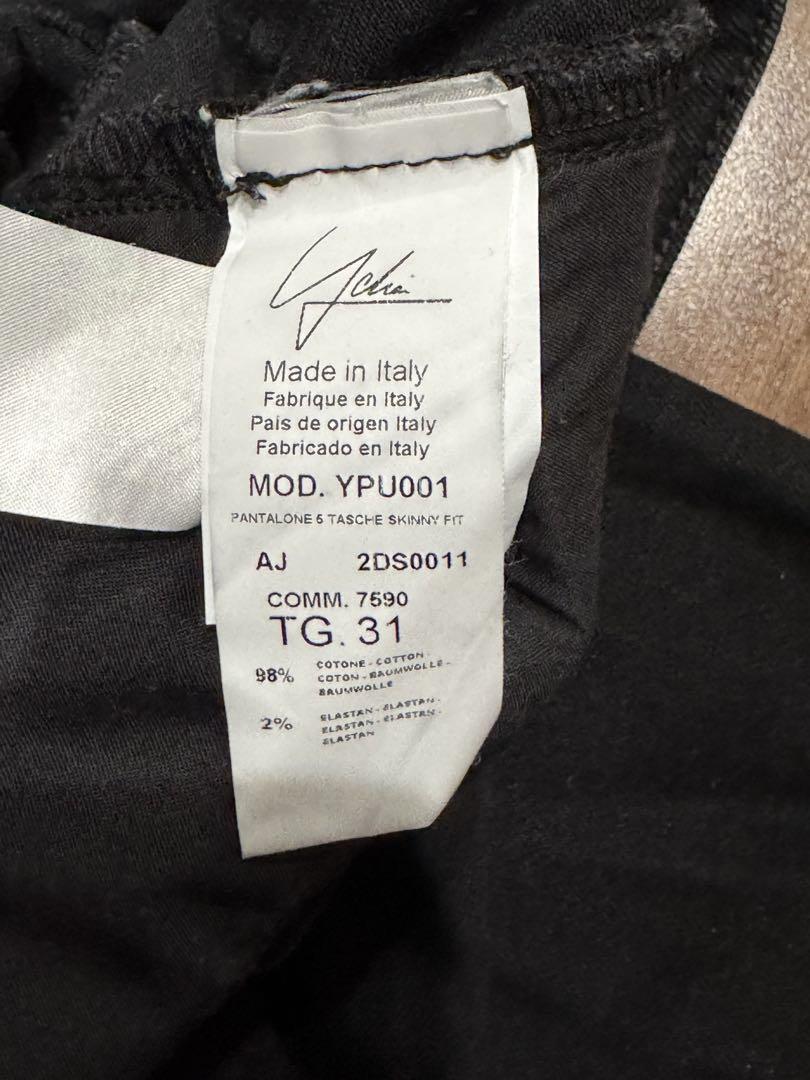 Made in Italy
Fabrique en Italy
Pais de origen Italy
Fabricado en Italy
MOD. YPU001
PANTALONE 5 TASCHE SKINNY FIT
AJ 2DS0011
COMM. 7590
TG. 31
98% COTONE - COTTON -
COTON - BAUMWOLLE -
BAUMWOLLE
2% ELASTAN - ELASTAN -
ELASTAN - ELASTAN -
ELASTAN